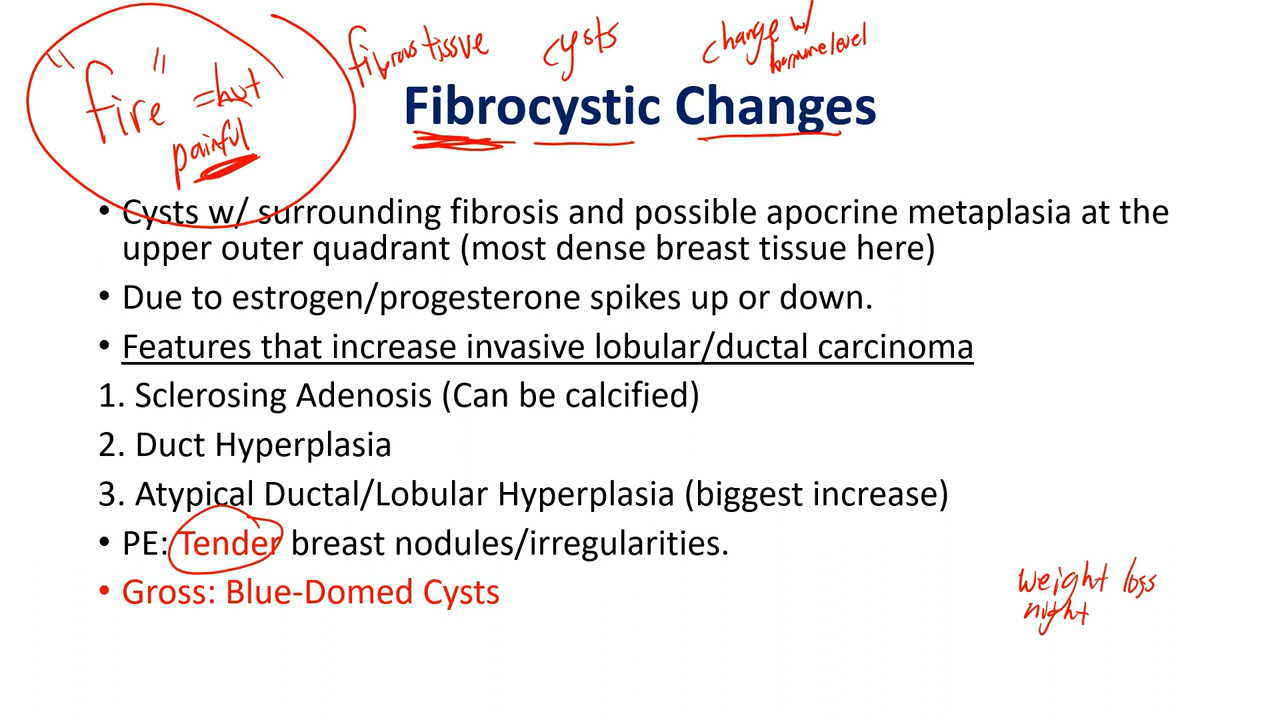 "fire" = hot
painful
fibrous tissue
cysts
change w/
hormone level
Fibrocystic Changes
• Cysts w/ surrounding fibrosis and possible apocrine metaplasia at the
upper outer quadrant (most dense breast tissue here)
• Due to estrogen/progesterone spikes up or down.
• Features that increase invasive lobular/ductal carcinoma
1. Sclerosing Adenosis (Can be calcified)
2. Duct Hyperplasia
3. Atypical Ductal/Lobular Hyperplasia (biggest increase)
• PE: Tender breast nodules/irregularities.
• Gross: Blue-Domed Cysts
weight loss
night